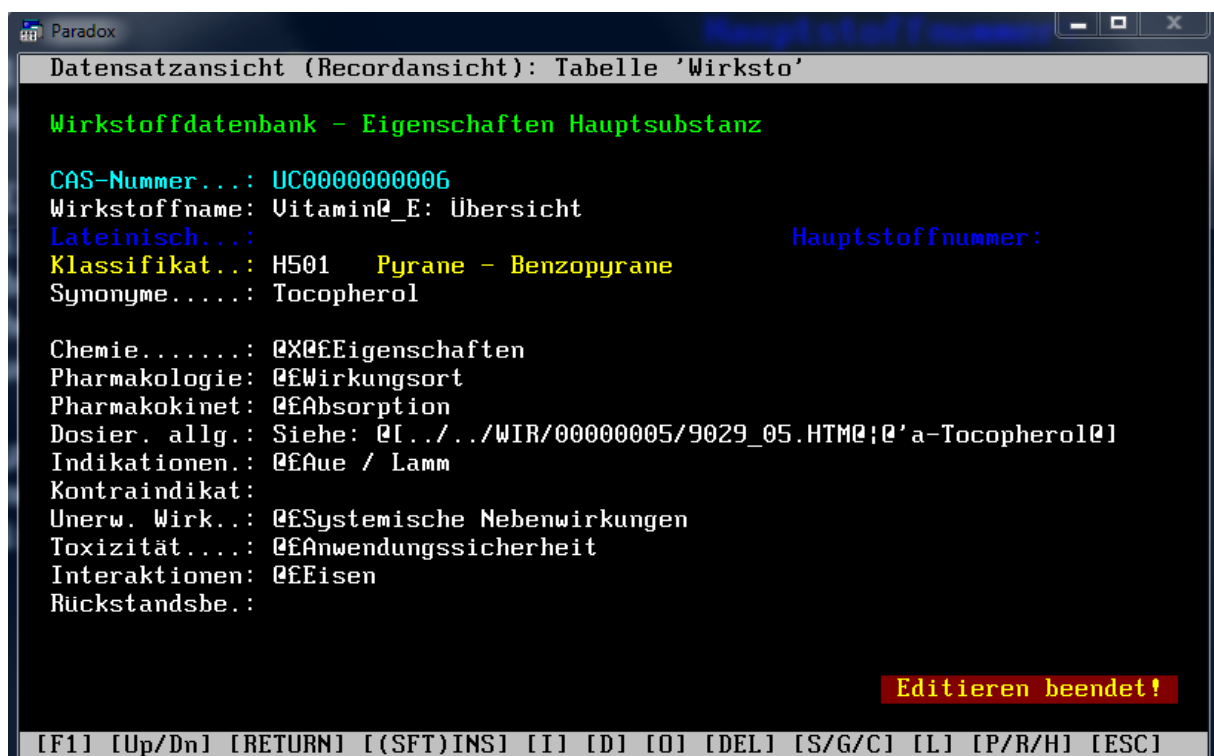 Paradox
Datensatzansicht (Recordansicht): Tabelle 'Wirksto'
Wirkstoffdatenbank - Eigenschaften Hauptsubstanz
CAS-Nummer...: UC0000000006
Wirkstoffname: Vitamin@_E: Übersicht
Lateinisch...: Hauptstoffnummer:
Klassifikat..: H501 Pyrane - Benzopyrane
Synonyme.....: Tocopherol
Chemie.......: @X@£Eigenschaften
Pharmakologie: @£Wirkungsort
Pharmakokinet: @£Absorption
Dosier. allg.: Siehe: @[../../WIR/00000005/9029_05.HTM@¦@'a-Tocopherol@]
Indikationen.: @£Aue / Lamm
Kontraindikat:
Unerw. Wirk..: @£Systemische Nebenwirkungen
Toxizität....: @£Anwendungssicherheit
Interaktionen: @£Eisen
Rückstandsbe.:
Editieren beendet!
[F1] [Up/Dn] [RETURN] [(SFT)INS] [I] [D] [O] [DEL] [S/G/C] [L] [P/R/H] [ESC]